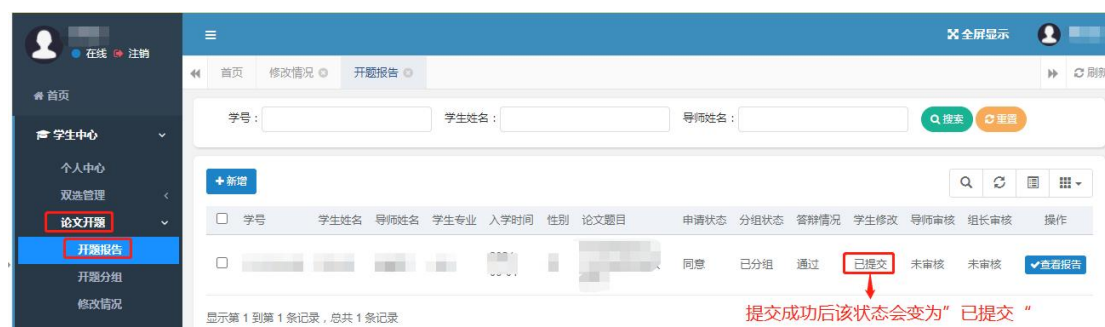 在线 注销
全屏显示
首页 修改情况 开题报告 刷新
首页
学号： 学生姓名： 导师姓名： 搜索 重置
学生中心
个人中心
双选管理
论文开题
开题报告
开题分组
修改情况
+新增
学号 学生姓名 导师姓名 学生专业 入学时间 性别 论文题目 申请状态 分组状态 答辩情况 学生修改 导师审核 组长审核 操作
同意 已分组 通过 已提交 未审核 未审核 查看报告
提交成功后该状态会变为”已提交“
显示第 1 到第 1 条记录，总共 1 条记录